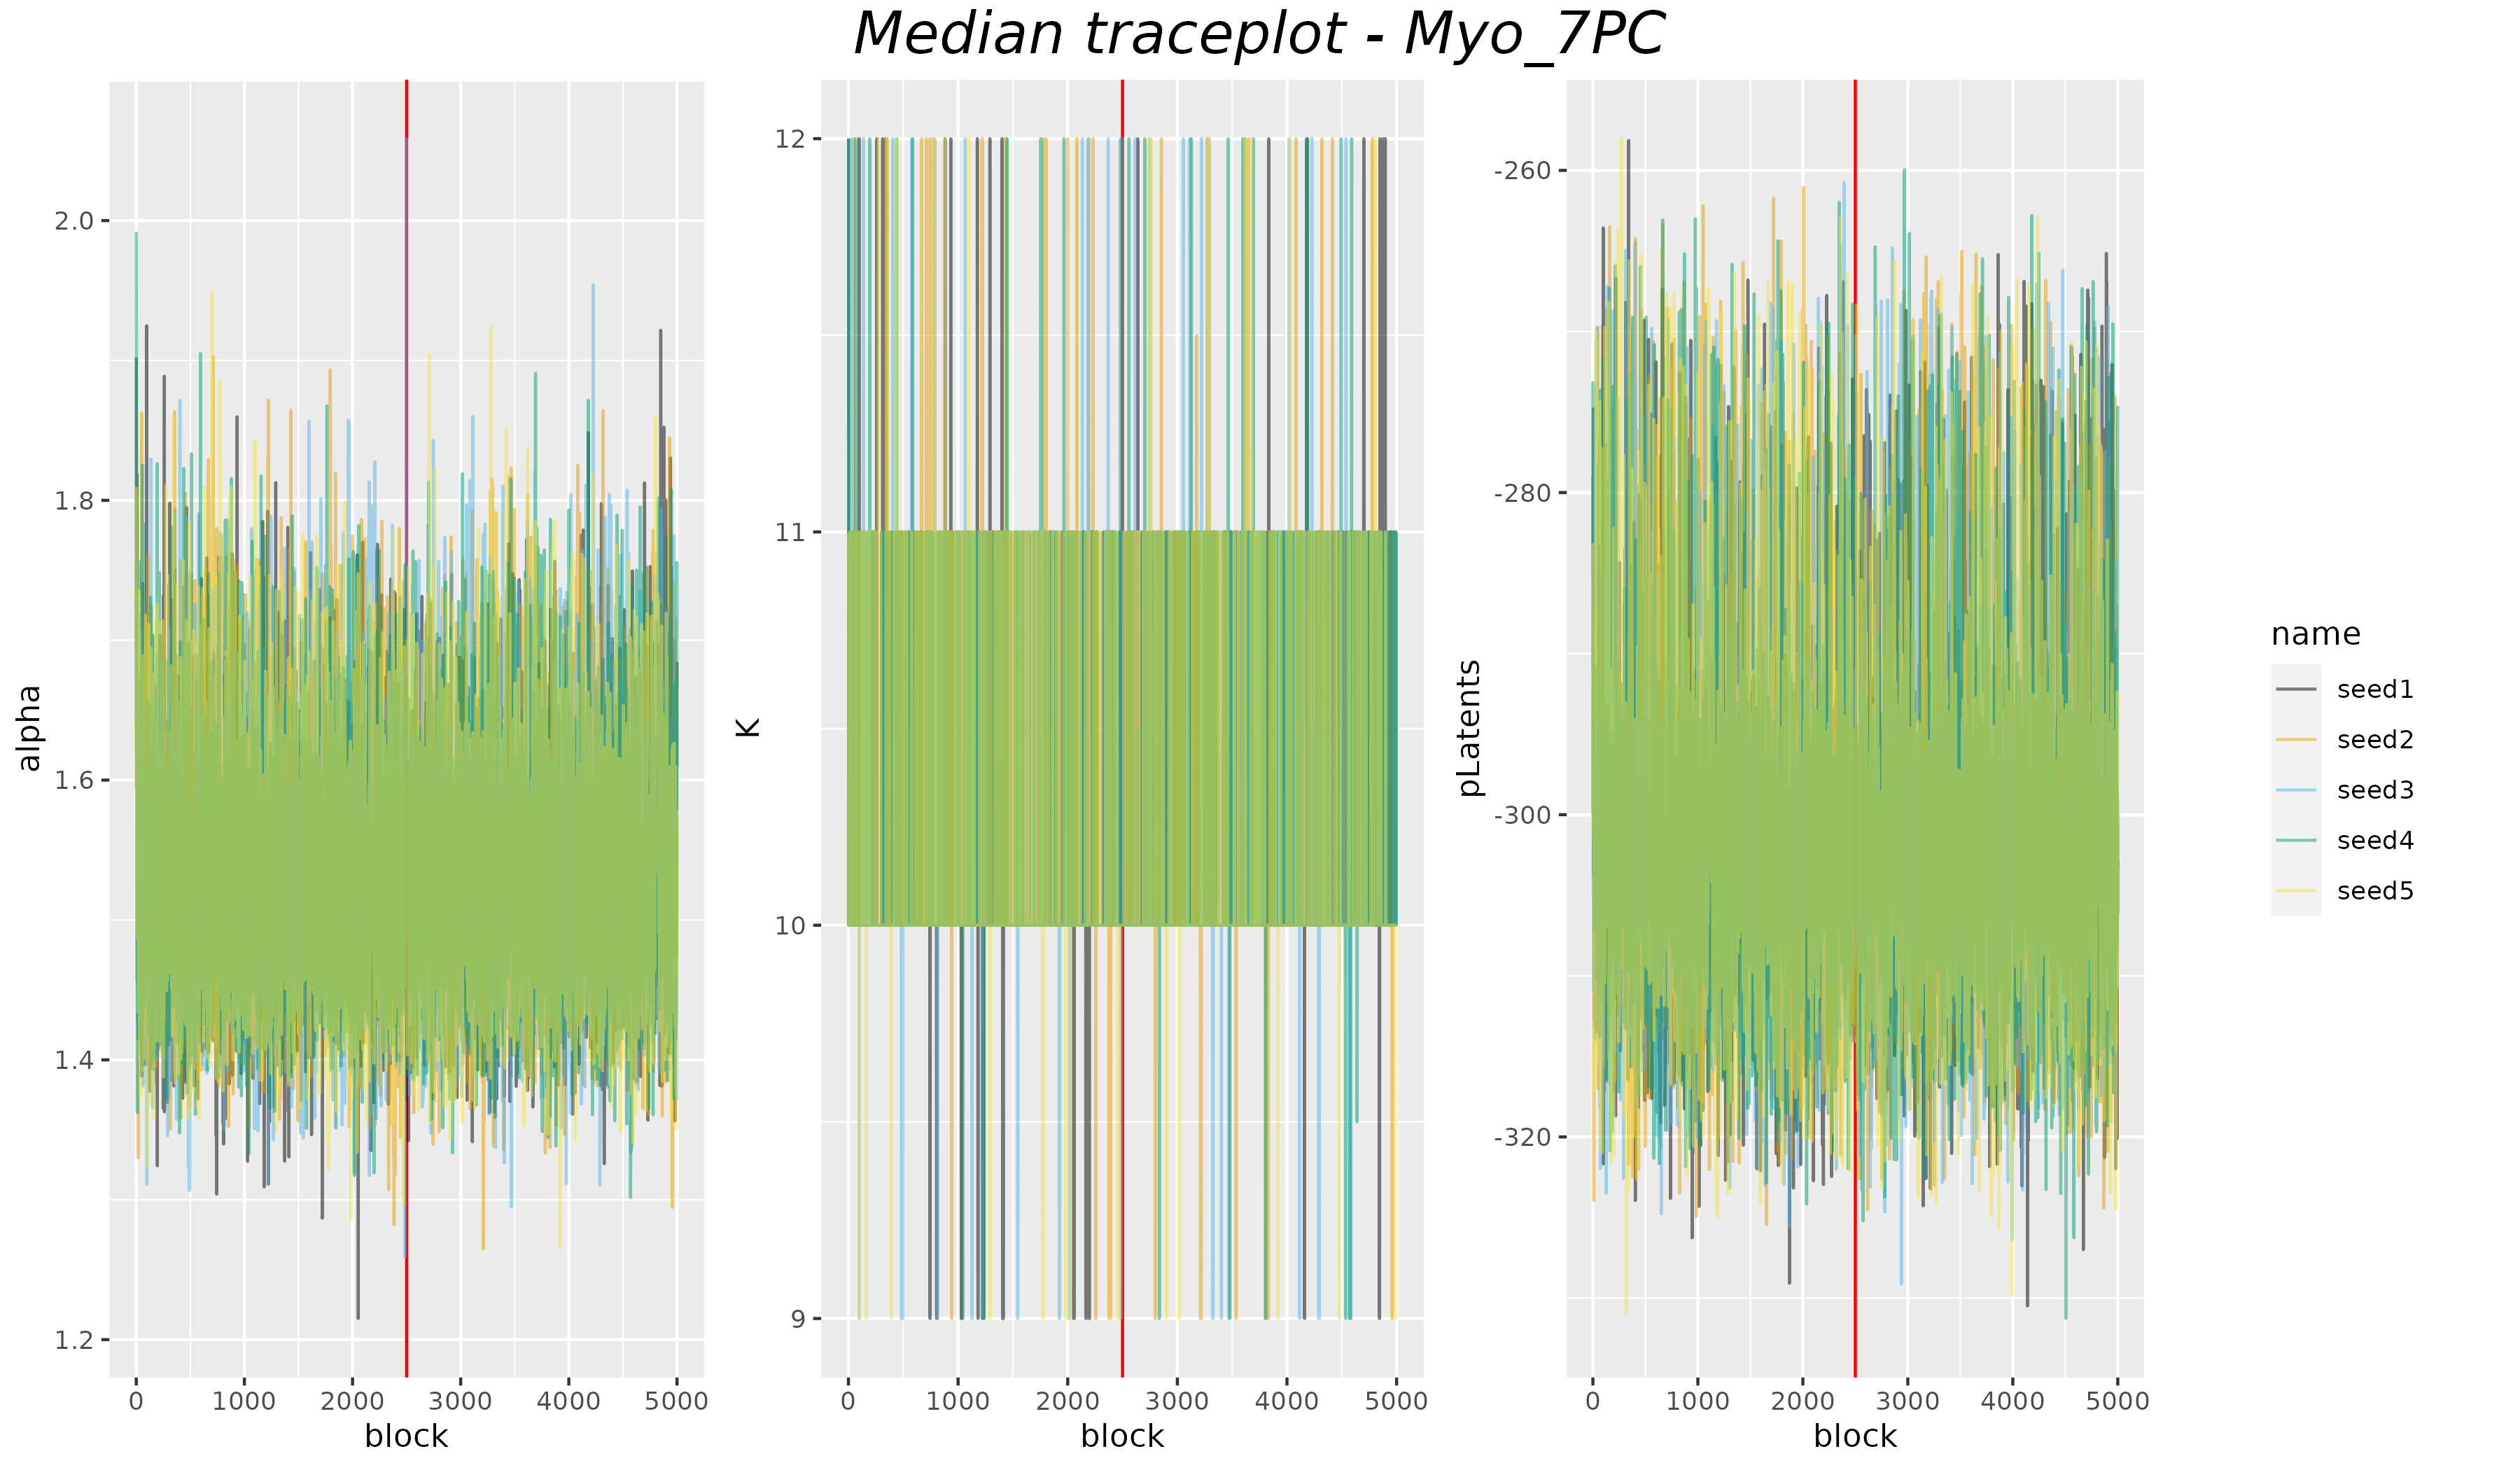 Median traceplot - Myo_7PC
alpha
2.0
1.8
1.6
1.4
1.2
0 1000 2000 3000 4000 5000
block
K
12
11
10
9
0 1000 2000 3000 4000 5000
block
pLatents
-260
-280
-300
-320
0 1000 2000 3000 4000 5000
block
name
seed1
seed2
seed3
seed4
seed5